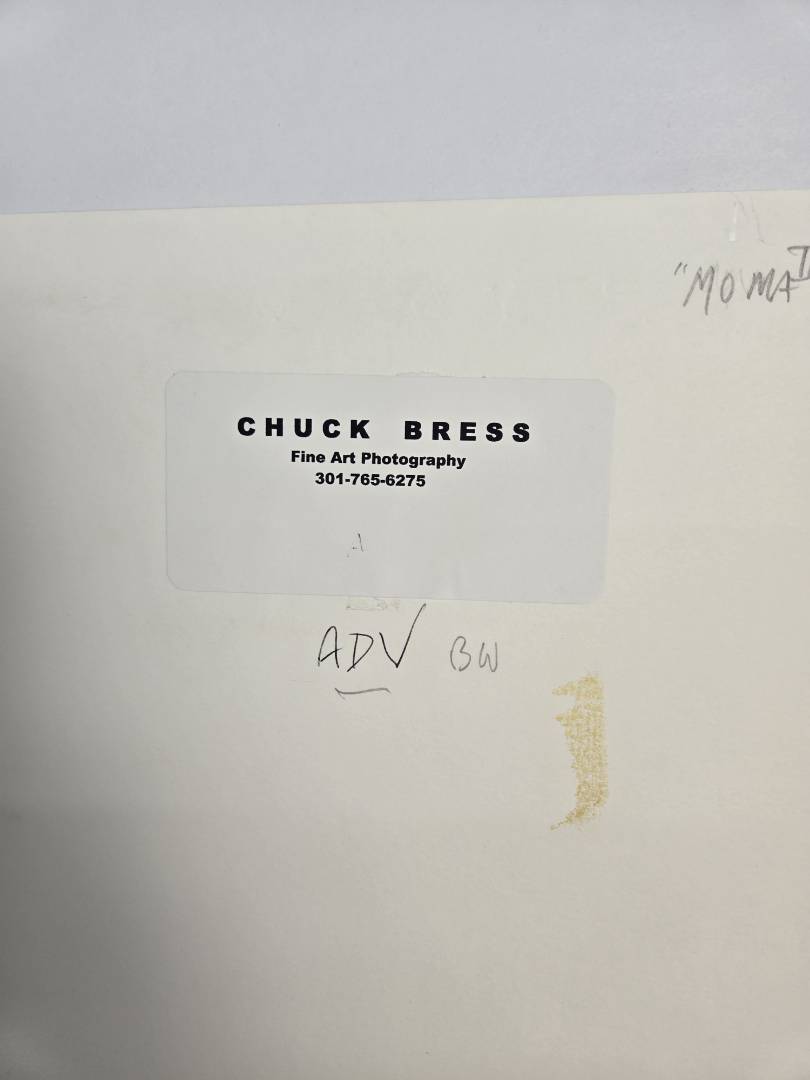 "MOMA I
CHUCK BRESS
Fine Art Photography
301-765-6275
A
ADV BW